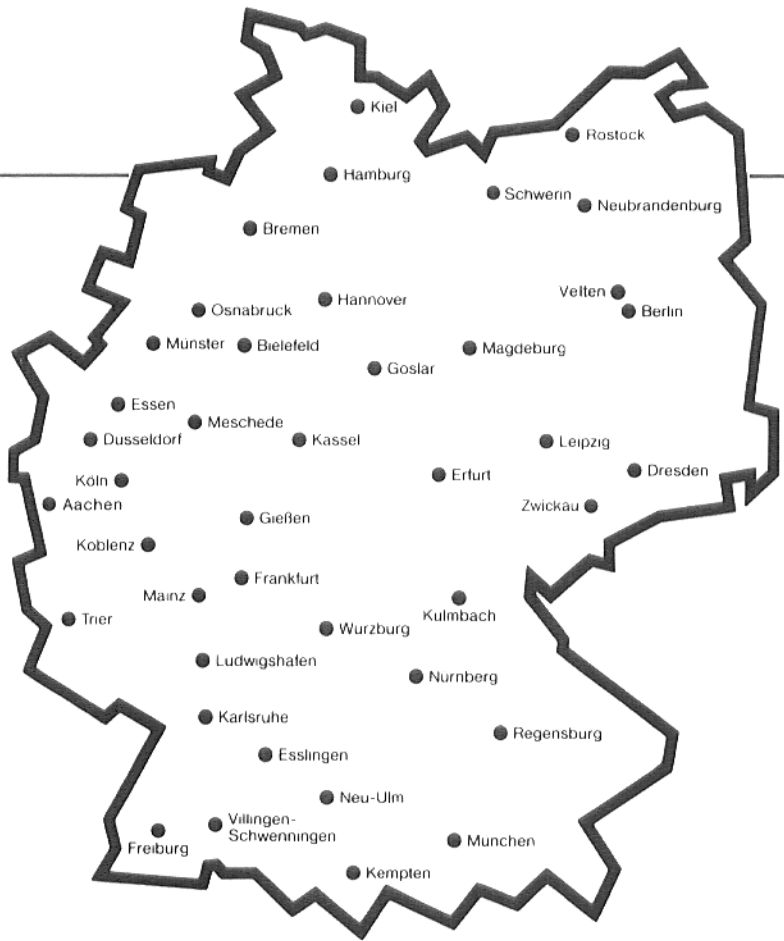 Kiel
Rostock
Hamburg
Schwerin
Neubrandenburg
Bremen
Velten
Hannover
Osnabruck
Berlin
Münster
Bielefeld
Magdeburg
Goslar
Essen
Meschede
Dusseldorf
Kassel
Leipzig
Köln
Erfurt
Dresden
Aachen
Zwickau
Gießen
Koblenz
Frankfurt
Mainz
Kulmbach
Trier
Wurzburg
Ludwigshafen
Nurnberg
Karlsruhe
Regensburg
Esslingen
Neu-Ulm
Villingen-
Schwenningen
Freiburg
Munchen
Kempten